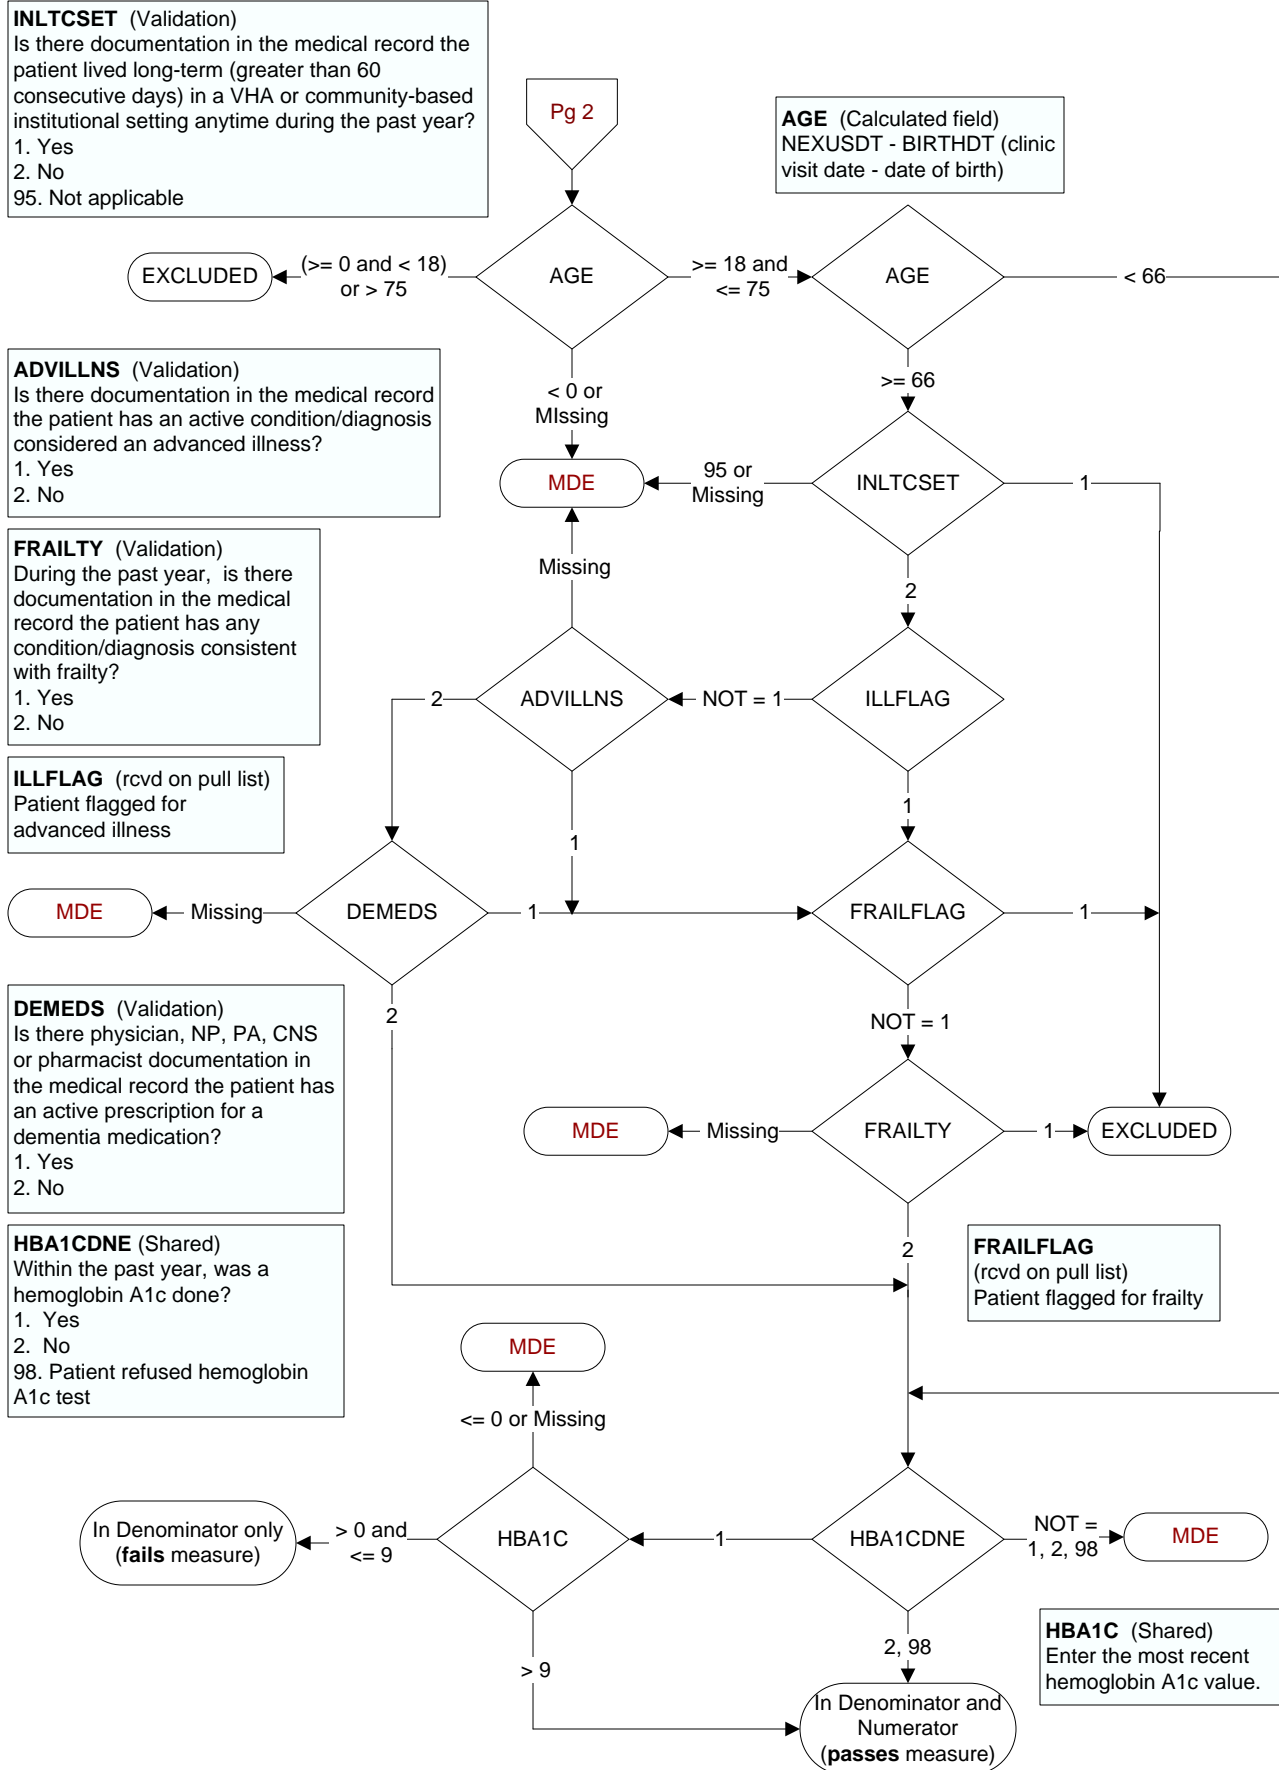 INLTCSET (Validation)
Is there documentation in the medical record the
patient lived long-term (greater than 60
consecutive days) in a VHA or community-based
institutional setting anytime during the past year?
1. Yes
2. No
95. Not applicable
Pg 2
AGE (Calculated field)
NEXUSDT - BIRTHDT (clinic
visit date - date of birth)
EXCLUDED
(>= 0 and < 18)
or > 75
AGE
>= 18 and
<= 75
AGE
< 66
< 0 or
MIssing
>= 66
ADVILLNS (Validation)
Is there documentation in the medical record
the patient has an active condition/diagnosis
considered an advanced illness?
1. Yes
2. No
MDE
95 or
Missing
INLTCSET
1
Missing
2
FRAILTY (Validation)
During the past year, is there
documentation in the medical
record the patient has any
condition/diagnosis consistent
with frailty?
1. Yes
2. No
2
ADVILLNS
NOT = 1
ILLFLAG
1
1
ILLFLAG (rcvd on pull list)
Patient flagged for
advanced illness
MDE
Missing
DEMEDS
1
FRAILFLAG
1
2
NOT = 1
DEMEDS (Validation)
Is there physician, NP, PA, CNS
or pharmacist documentation in
the medical record the patient has
an active prescription for a
dementia medication?
1. Yes
2. No
MDE
Missing
FRAILTY
1
EXCLUDED
2
HBA1CDNE (Shared)
Within the past year, was a
hemoglobin A1c done?
1. Yes
2. No
98. Patient refused hemoglobin
A1c test
FRAILFLAG
(rcvd on pull list)
Patient flagged for frailty
MDE
<= 0 or Missing
In Denominator only
(fails measure)
> 0 and
<= 9
HBA1C
1
HBA1CDNE
NOT =
1, 2, 98
MDE
> 9
2, 98
HBA1C (Shared)
Enter the most recent
hemoglobin A1c value.
In Denominator and
Numerator
(passes measure)